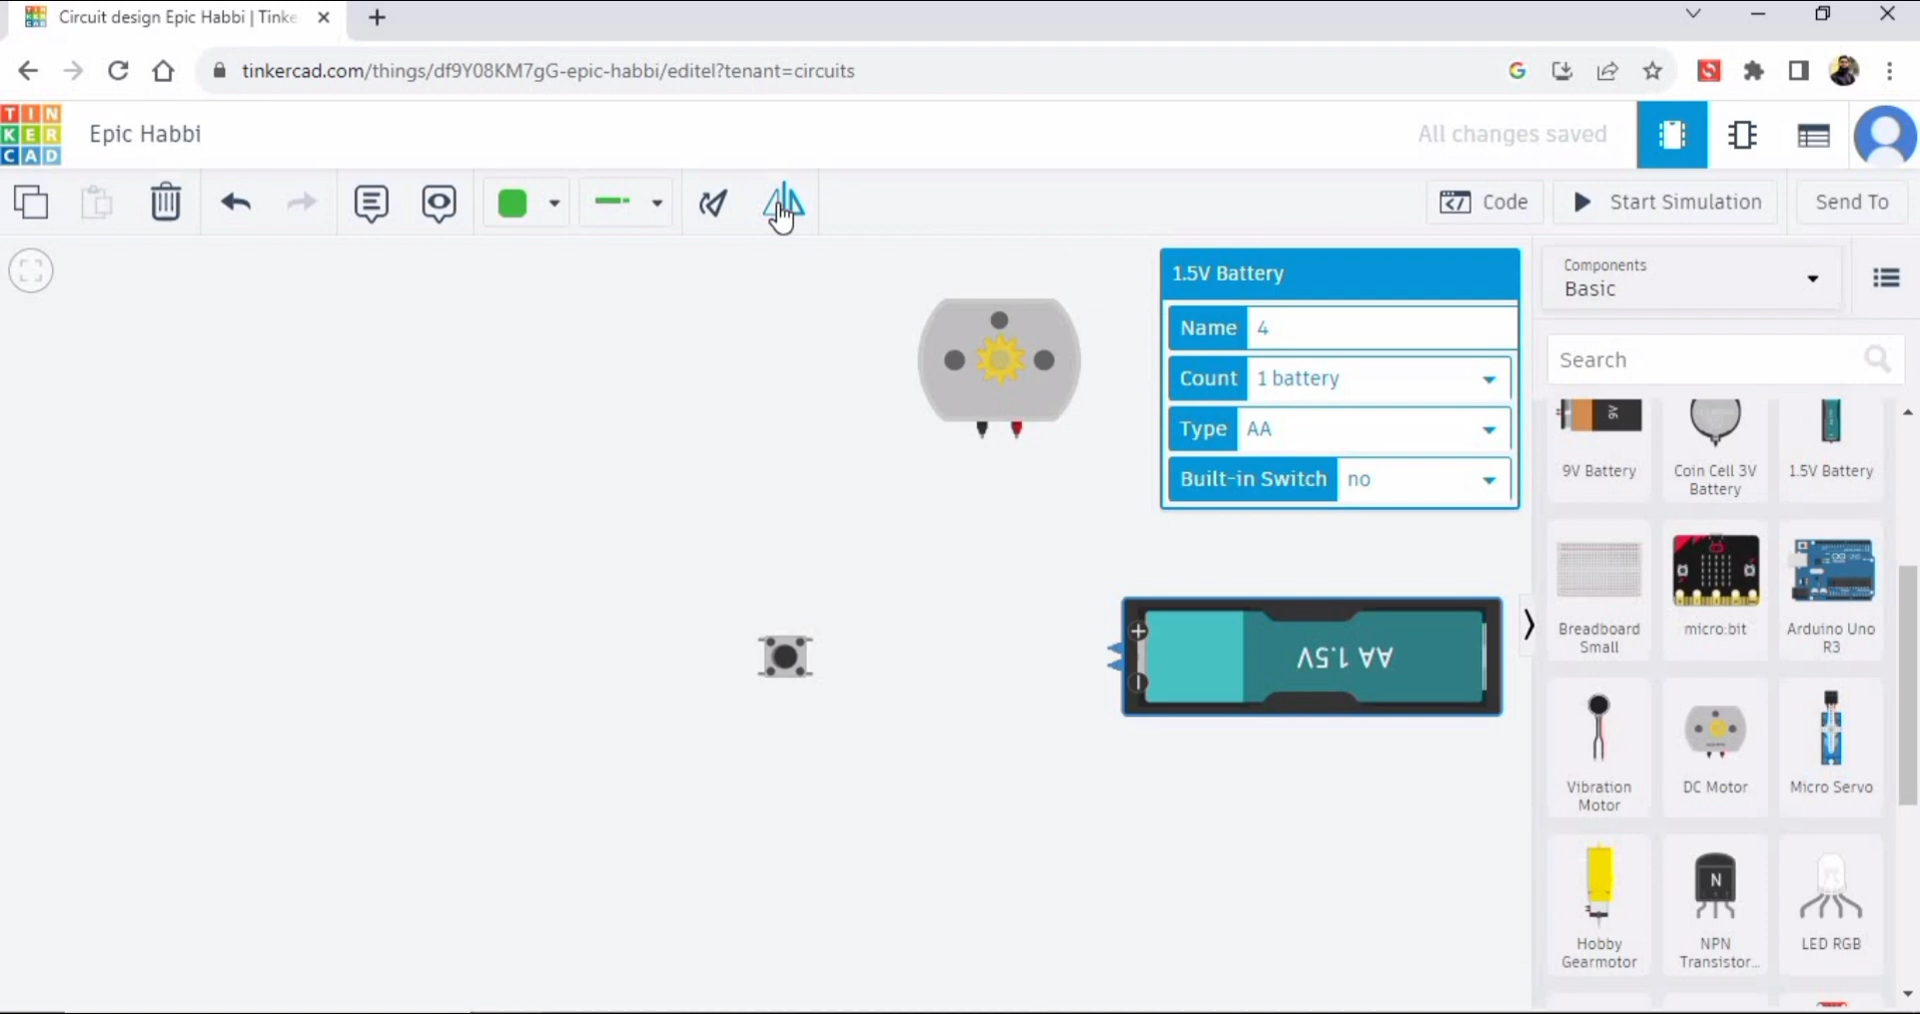 Circuit design Epic Habbi | Tinke
tinkercad.com/things/df9Y08KM7gG-epic-habbi/editel?tenant=circuits
TIN
KER
CAD
Epic Habbi
All changes saved
Code
Start Simulation
Send To
1.5V Battery
Name 4
Count 1 battery
Type AA
Built-in Switch no
AA 1.5V
Components
Basic
Search
9V
9V Battery
Coin Cell 3V
Battery
1.5V Battery
Breadboard
Small
micro:bit
Arduino Uno
R3
Vibration
Motor
DC Motor
Micro Servo
Hobby
Gearmotor
N
NPN
Transistor...
LED RGB